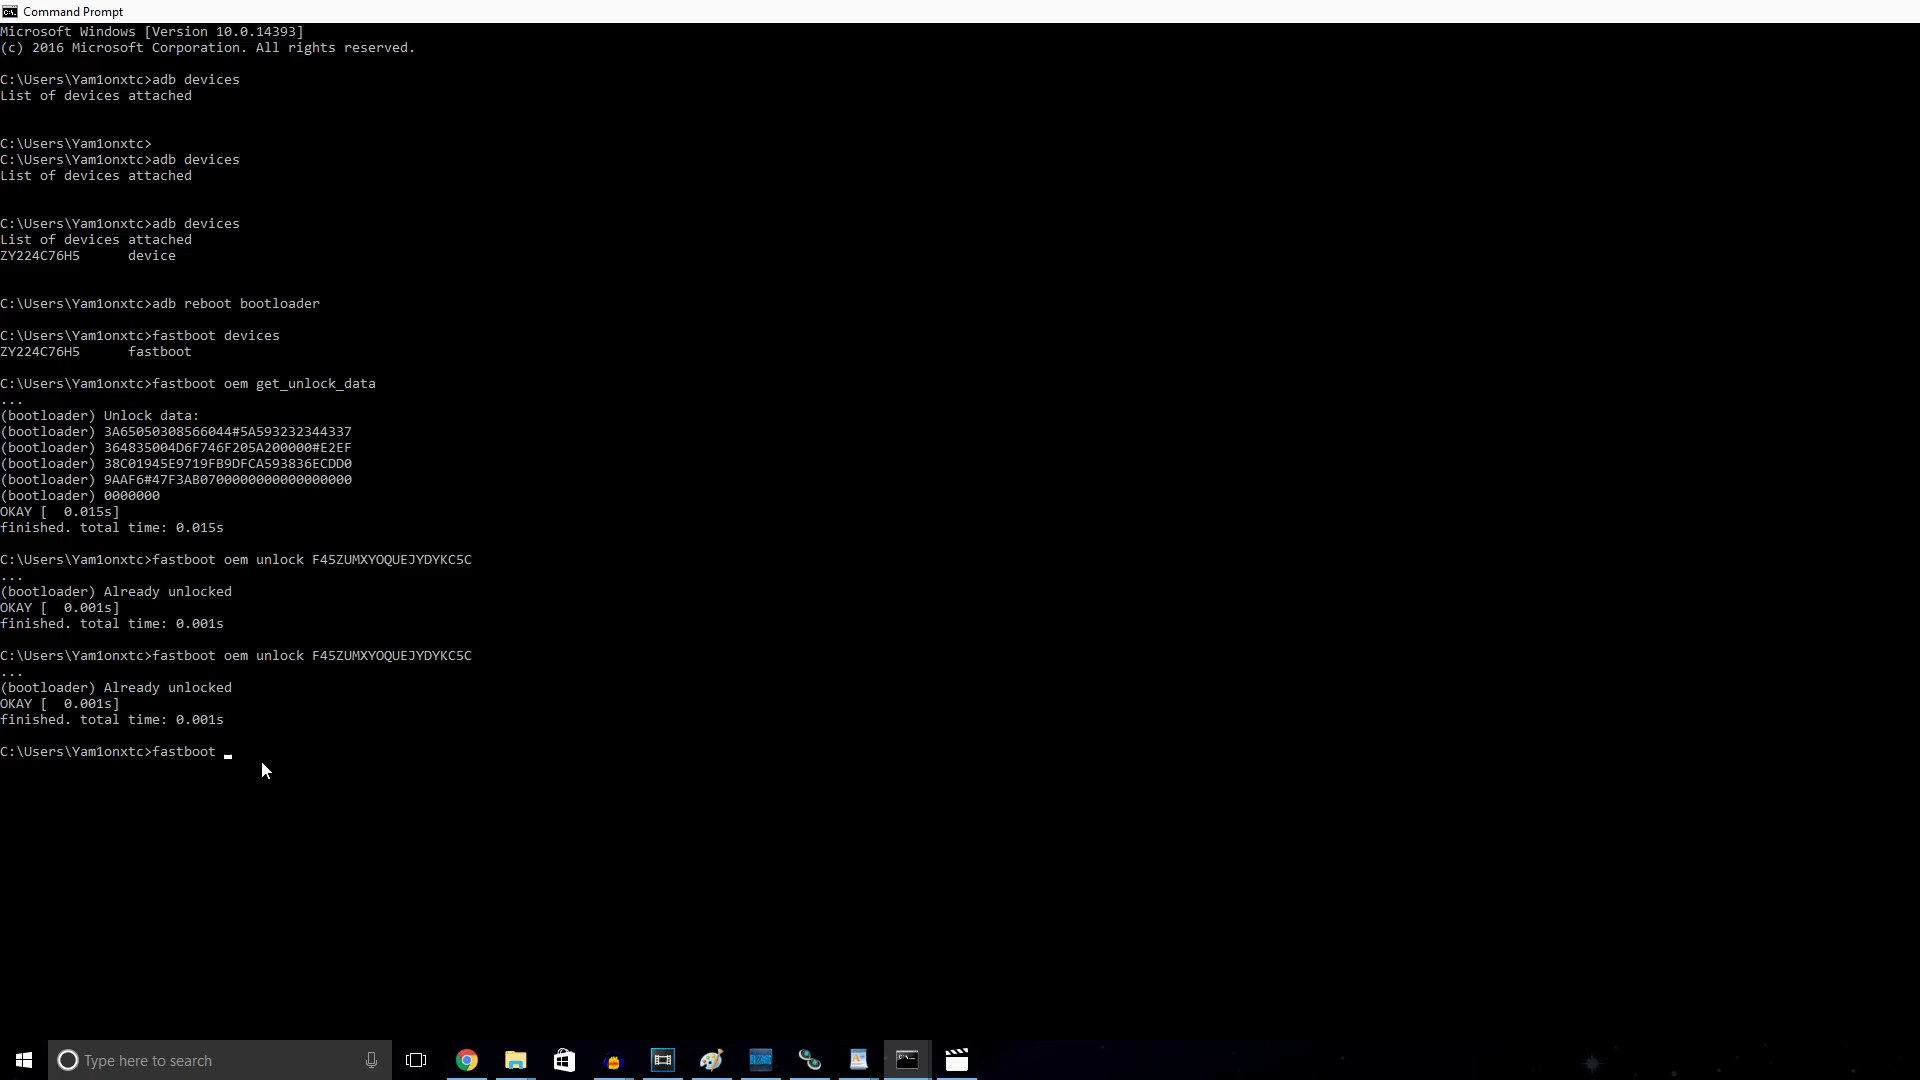 Command Prompt
Microsoft Windows [Version 10.0.14393]
(c) 2016 Microsoft Corporation. All rights reserved.
C:\Users\Yam1onxtc>adb devices
List of devices attached
C:\Users\Yam1onxtc>
C:\Users\Yam1onxtc>adb devices
List of devices attached
C:\Users\Yam1onxtc>adb devices
List of devices attached
ZY224C76H5      device
C:\Users\Yam1onxtc>adb reboot bootloader
C:\Users\Yam1onxtc>fastboot devices
ZY224C76H5      fastboot
C:\Users\Yam1onxtc>fastboot oem get_unlock_data
...
(bootloader) Unlock data:
(bootloader) 3A65050308566044#5A593232344337
(bootloader) 364835004D6F746F205A200000#E2EF
(bootloader) 38C01945E9719FB9DFCA593836ECDD0
(bootloader) 9AAF6#47F3AB0700000000000000000
(bootloader) 0000000
OKAY [  0.015s]
finished. total time: 0.015s
C:\Users\Yam1onxtc>fastboot oem unlock F45ZUMXYOQUEJYDYKC5C
...
(bootloader) Already unlocked
OKAY [  0.001s]
finished. total time: 0.001s
C:\Users\Yam1onxtc>fastboot oem unlock F45ZUMXYOQUEJYDYKC5C
...
(bootloader) Already unlocked
OKAY [  0.001s]
finished. total time: 0.001s
C:\Users\Yam1onxtc>fastboot
Type here to search